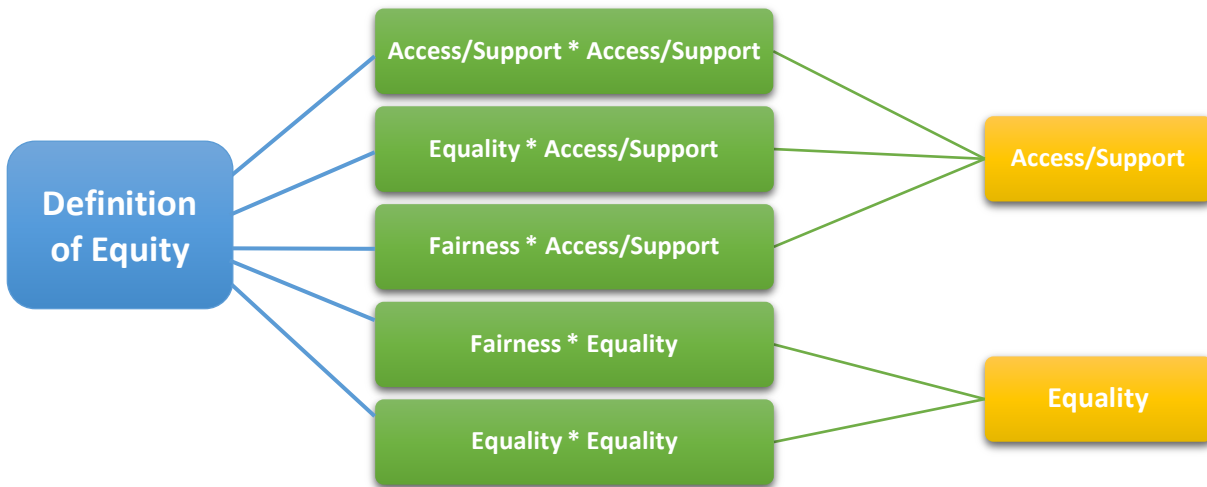 Definition
of Equity
Access/Support * Access/Support
Equality * Access/Support
Fairness * Access/Support
Fairness * Equality
Equality * Equality
Access/Support
Equality